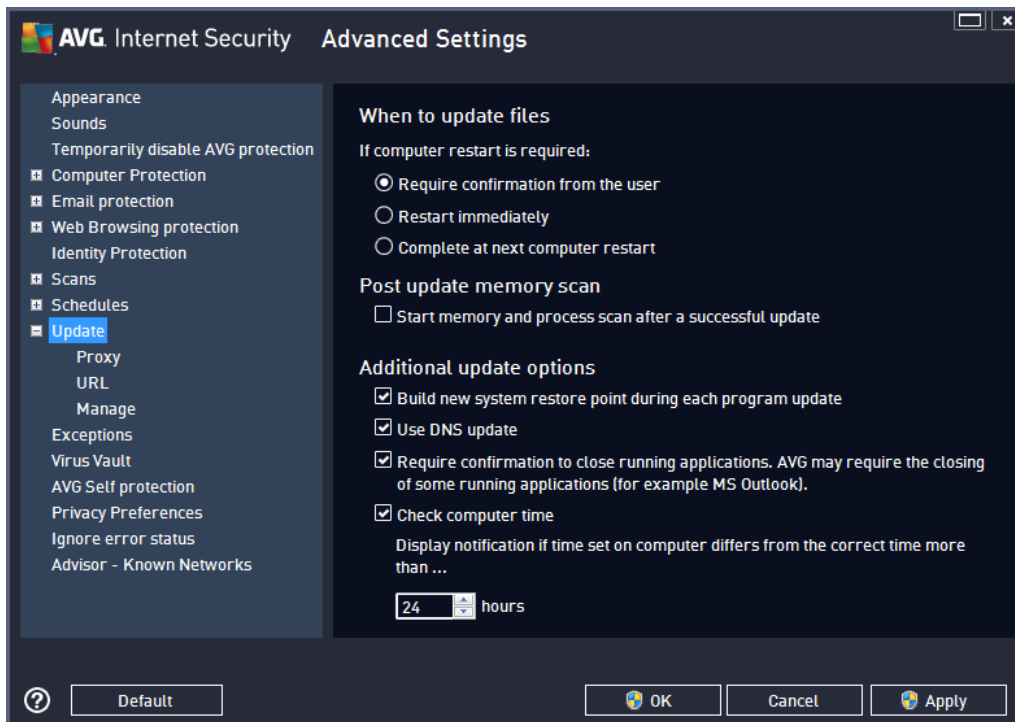 AVG. Internet Security Advanced Settings
Appearance
Sounds
Temporarily disable AVG protection
Computer Protection
Email protection
Web Browsing protection
Identity Protection
Scans
Schedules
Update
Proxy
URL
Manage
Exceptions
Virus Vault
AVG Self protection
Privacy Preferences
Ignore error status
Advisor - Known Networks
When to update files
If computer restart is required:
Require confirmation from the user
Restart immediately
Complete at next computer restart
Post update memory scan
Start memory and process scan after a successful update
Additional update options
Build new system restore point during each program update
Use DNS update
Require confirmation to close running applications. AVG may require the closing
of some running applications (for example MS Outlook).
Check computer time
Display notification if time set on computer differs from the correct time more
than ...
24 hours
Default
OK
Cancel
Apply